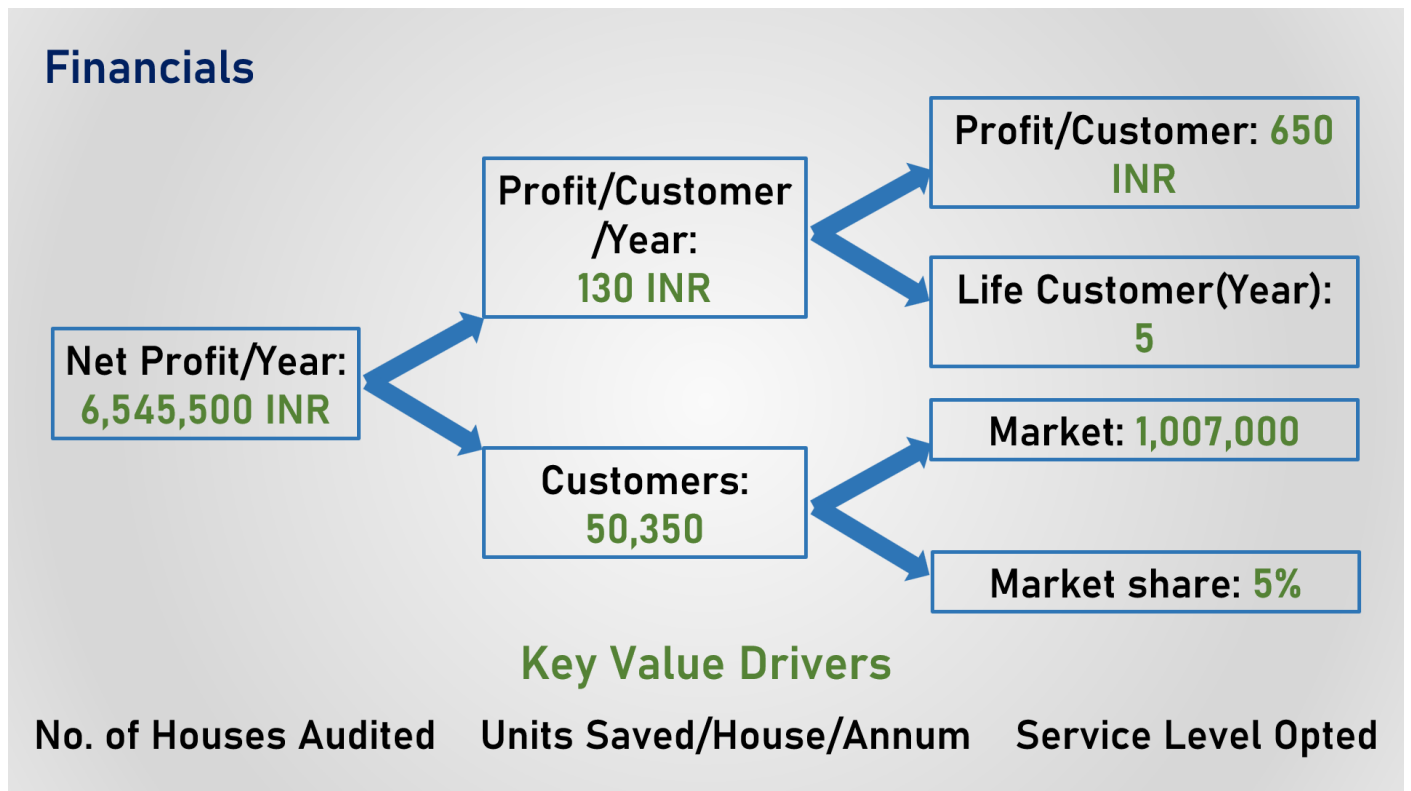 Financials
Net Profit/Year:
6,545,500 INR
Profit/Customer
/Year:
130 INR
Customers:
50,350
Profit/Customer: 650
INR
Life Customer(Year):
5
Market: 1,007,000
Market share: 5%
Key Value Drivers
No. of Houses Audited
Units Saved/House/Annum
Service Level Opted